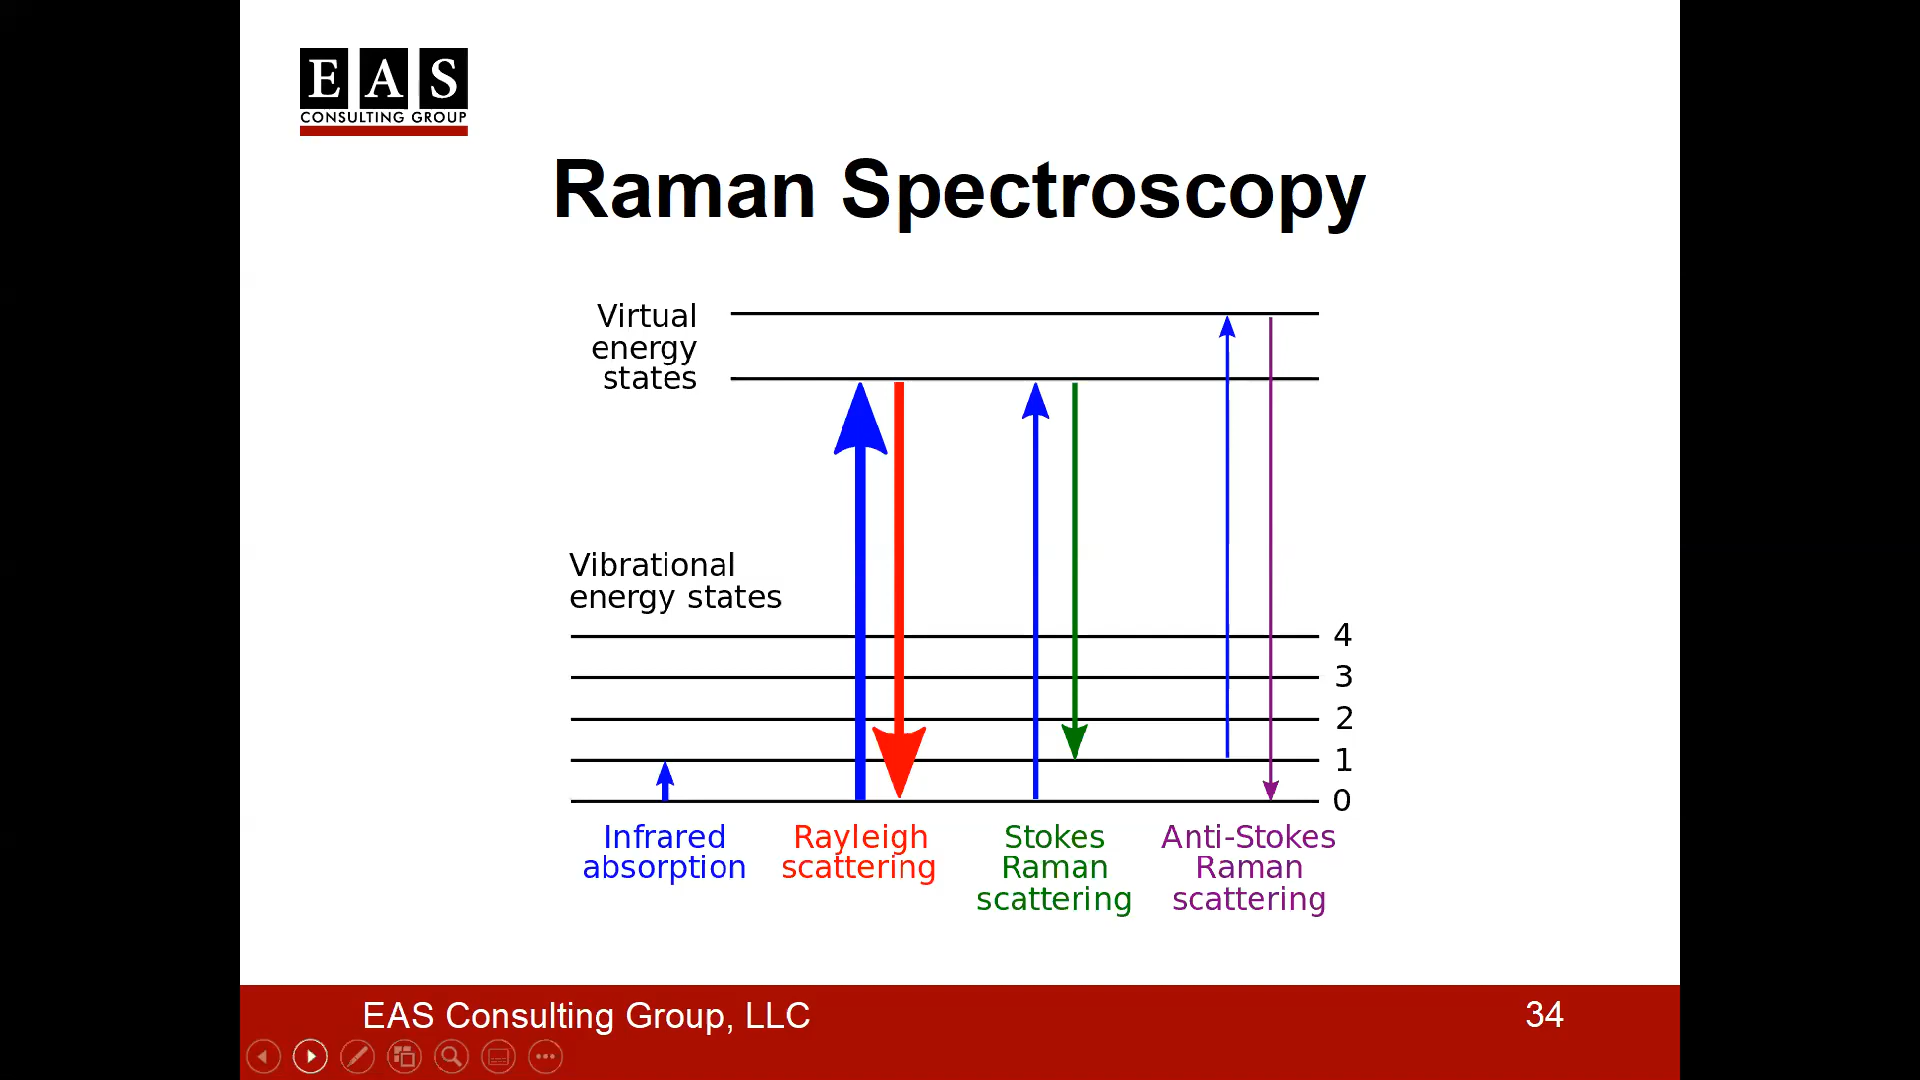 E A S
CONSULTING GROUP
Raman Spectroscopy
Virtual
energy
states
Vibrational
energy states
4
3
2
1
0
Infrared
absorption
Rayleigh
scattering
Stokes
Raman
scattering
Anti-Stokes
Raman
scattering
EAS Consulting Group, LLC
34